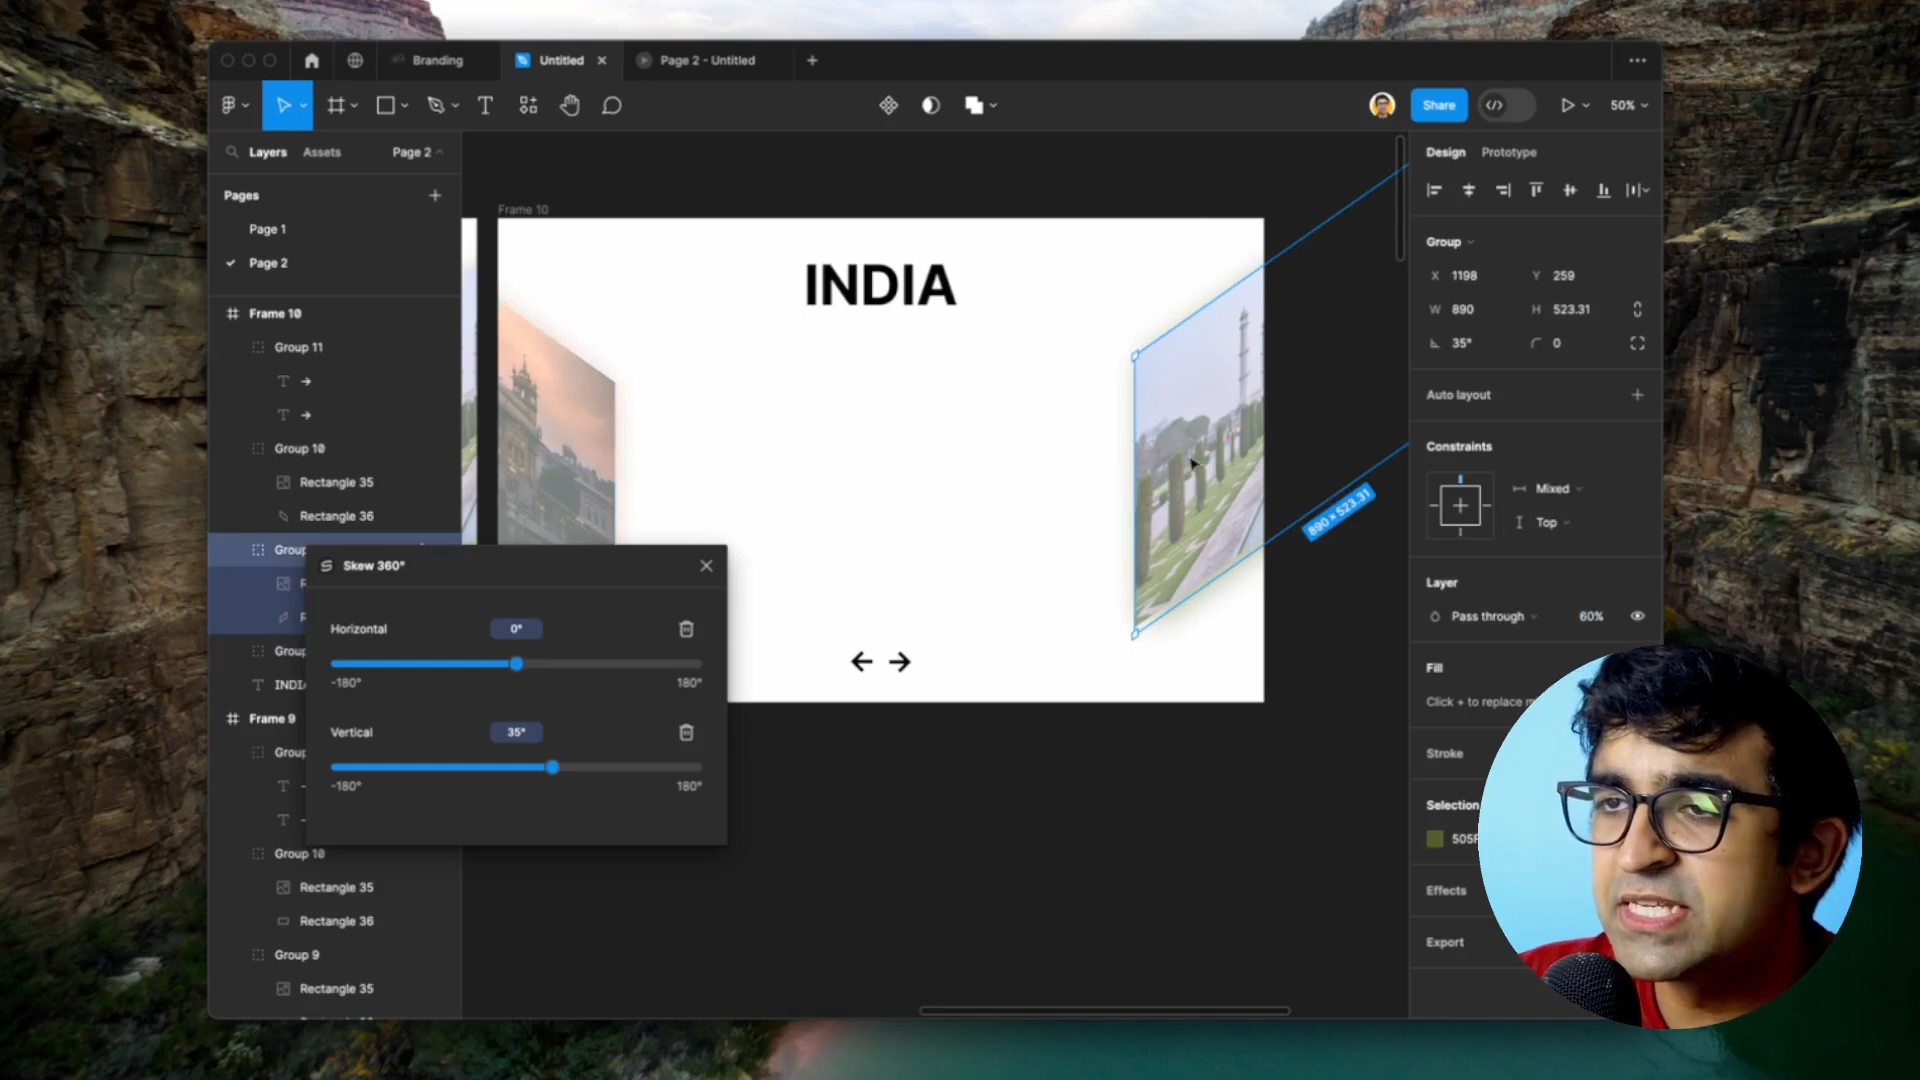 Branding
Untitled
Page 2 - Untitled
Share
50%
Layers
Assets
Page 2
Pages
Page 1
Page 2
Frame 10
Group 11
T →
T →
Group 10
Rectangle 35
Rectangle 36
Group
R
R
Group
T INDI
Frame 9
Group
T
T
Group 10
Rectangle 35
Rectangle 36
Group 9
Rectangle 35
Frame 10
INDIA
← →
890 × 523.31
Skew 360°
Horizontal
0°
-180°
180°
Vertical
35°
-180°
180°
Design
Prototype
Group
X 1198
Y 259
W 890
H 523.31
35°
0
Auto layout
Constraints
Mixed
Top
Layer
Pass through
60%
Fill
Click + to replace m
Stroke
Selection
505F
Effects
Export